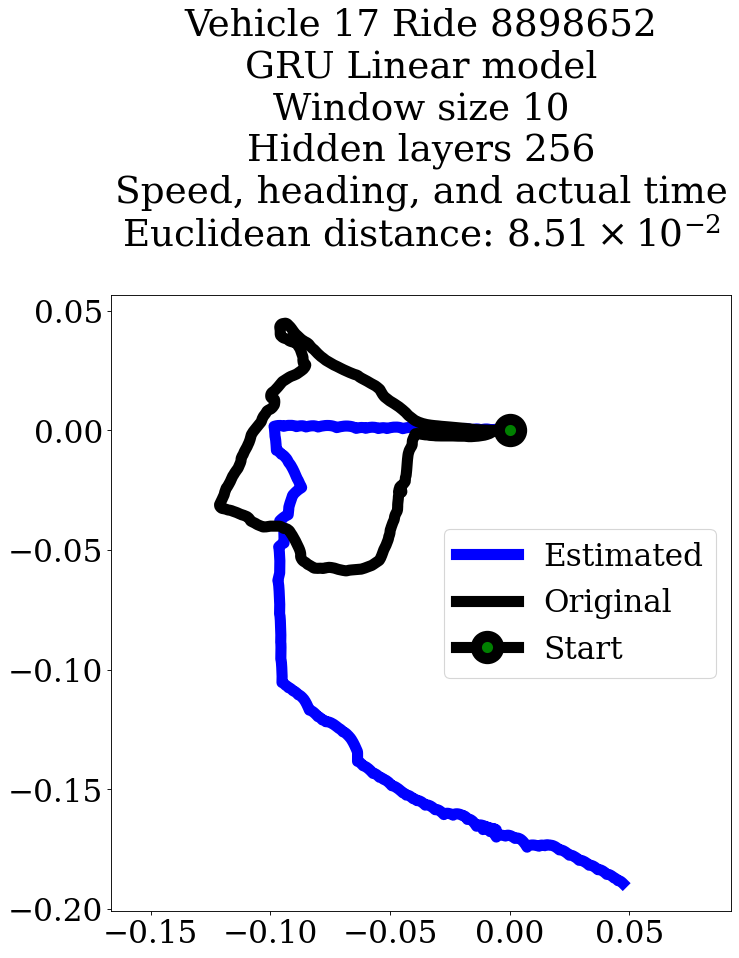 Vehicle 17 Ride 8898652
GRU Linear model
Window size 10
Hidden layers 256
Speed, heading, and actual time
Euclidean distance: 8.51 × 10⁻²
0.05
0.00
−0.05
−0.10
−0.15
−0.20
Estimated
Original
Start
−0.15 −0.10 −0.05 0.00 0.05